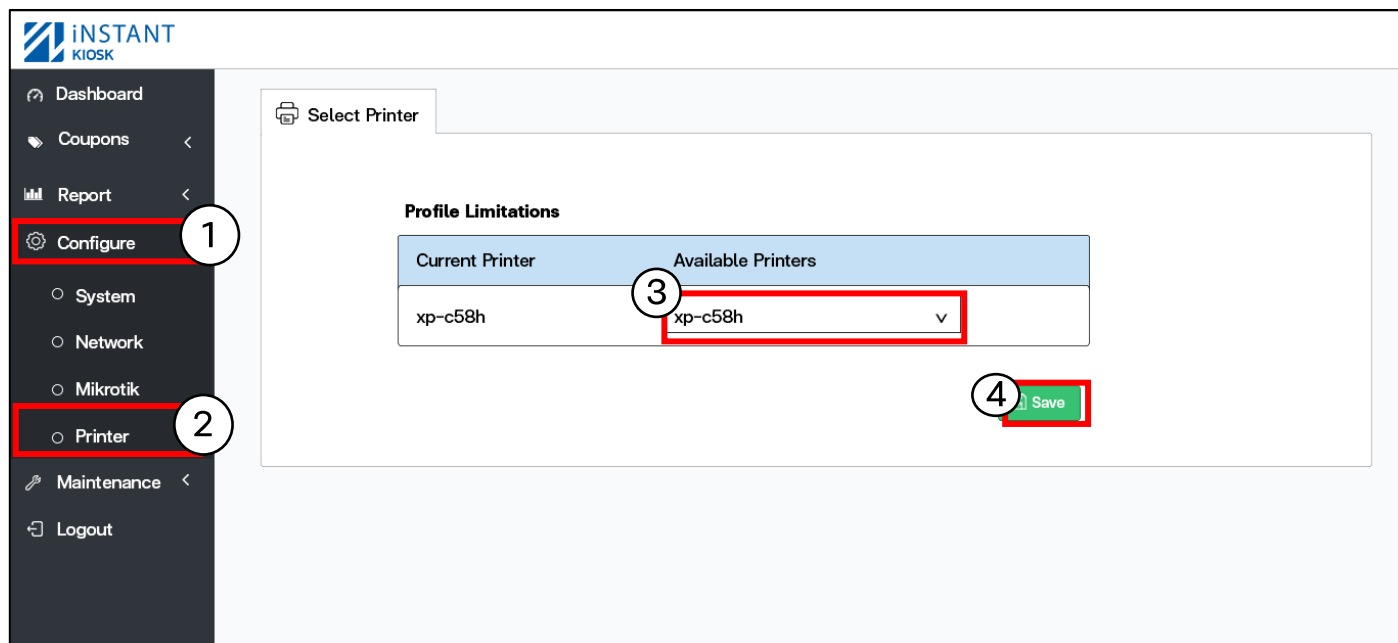 iNSTANT
KIOSK
Dashboard
Coupons
Report
Configure
1
System
Network
Mikrotik
Printer
2
Maintenance
Logout
Select Printer
Profile Limitations
Current Printer Available Printers
3
xp-c58h xp-c58h
4
Save